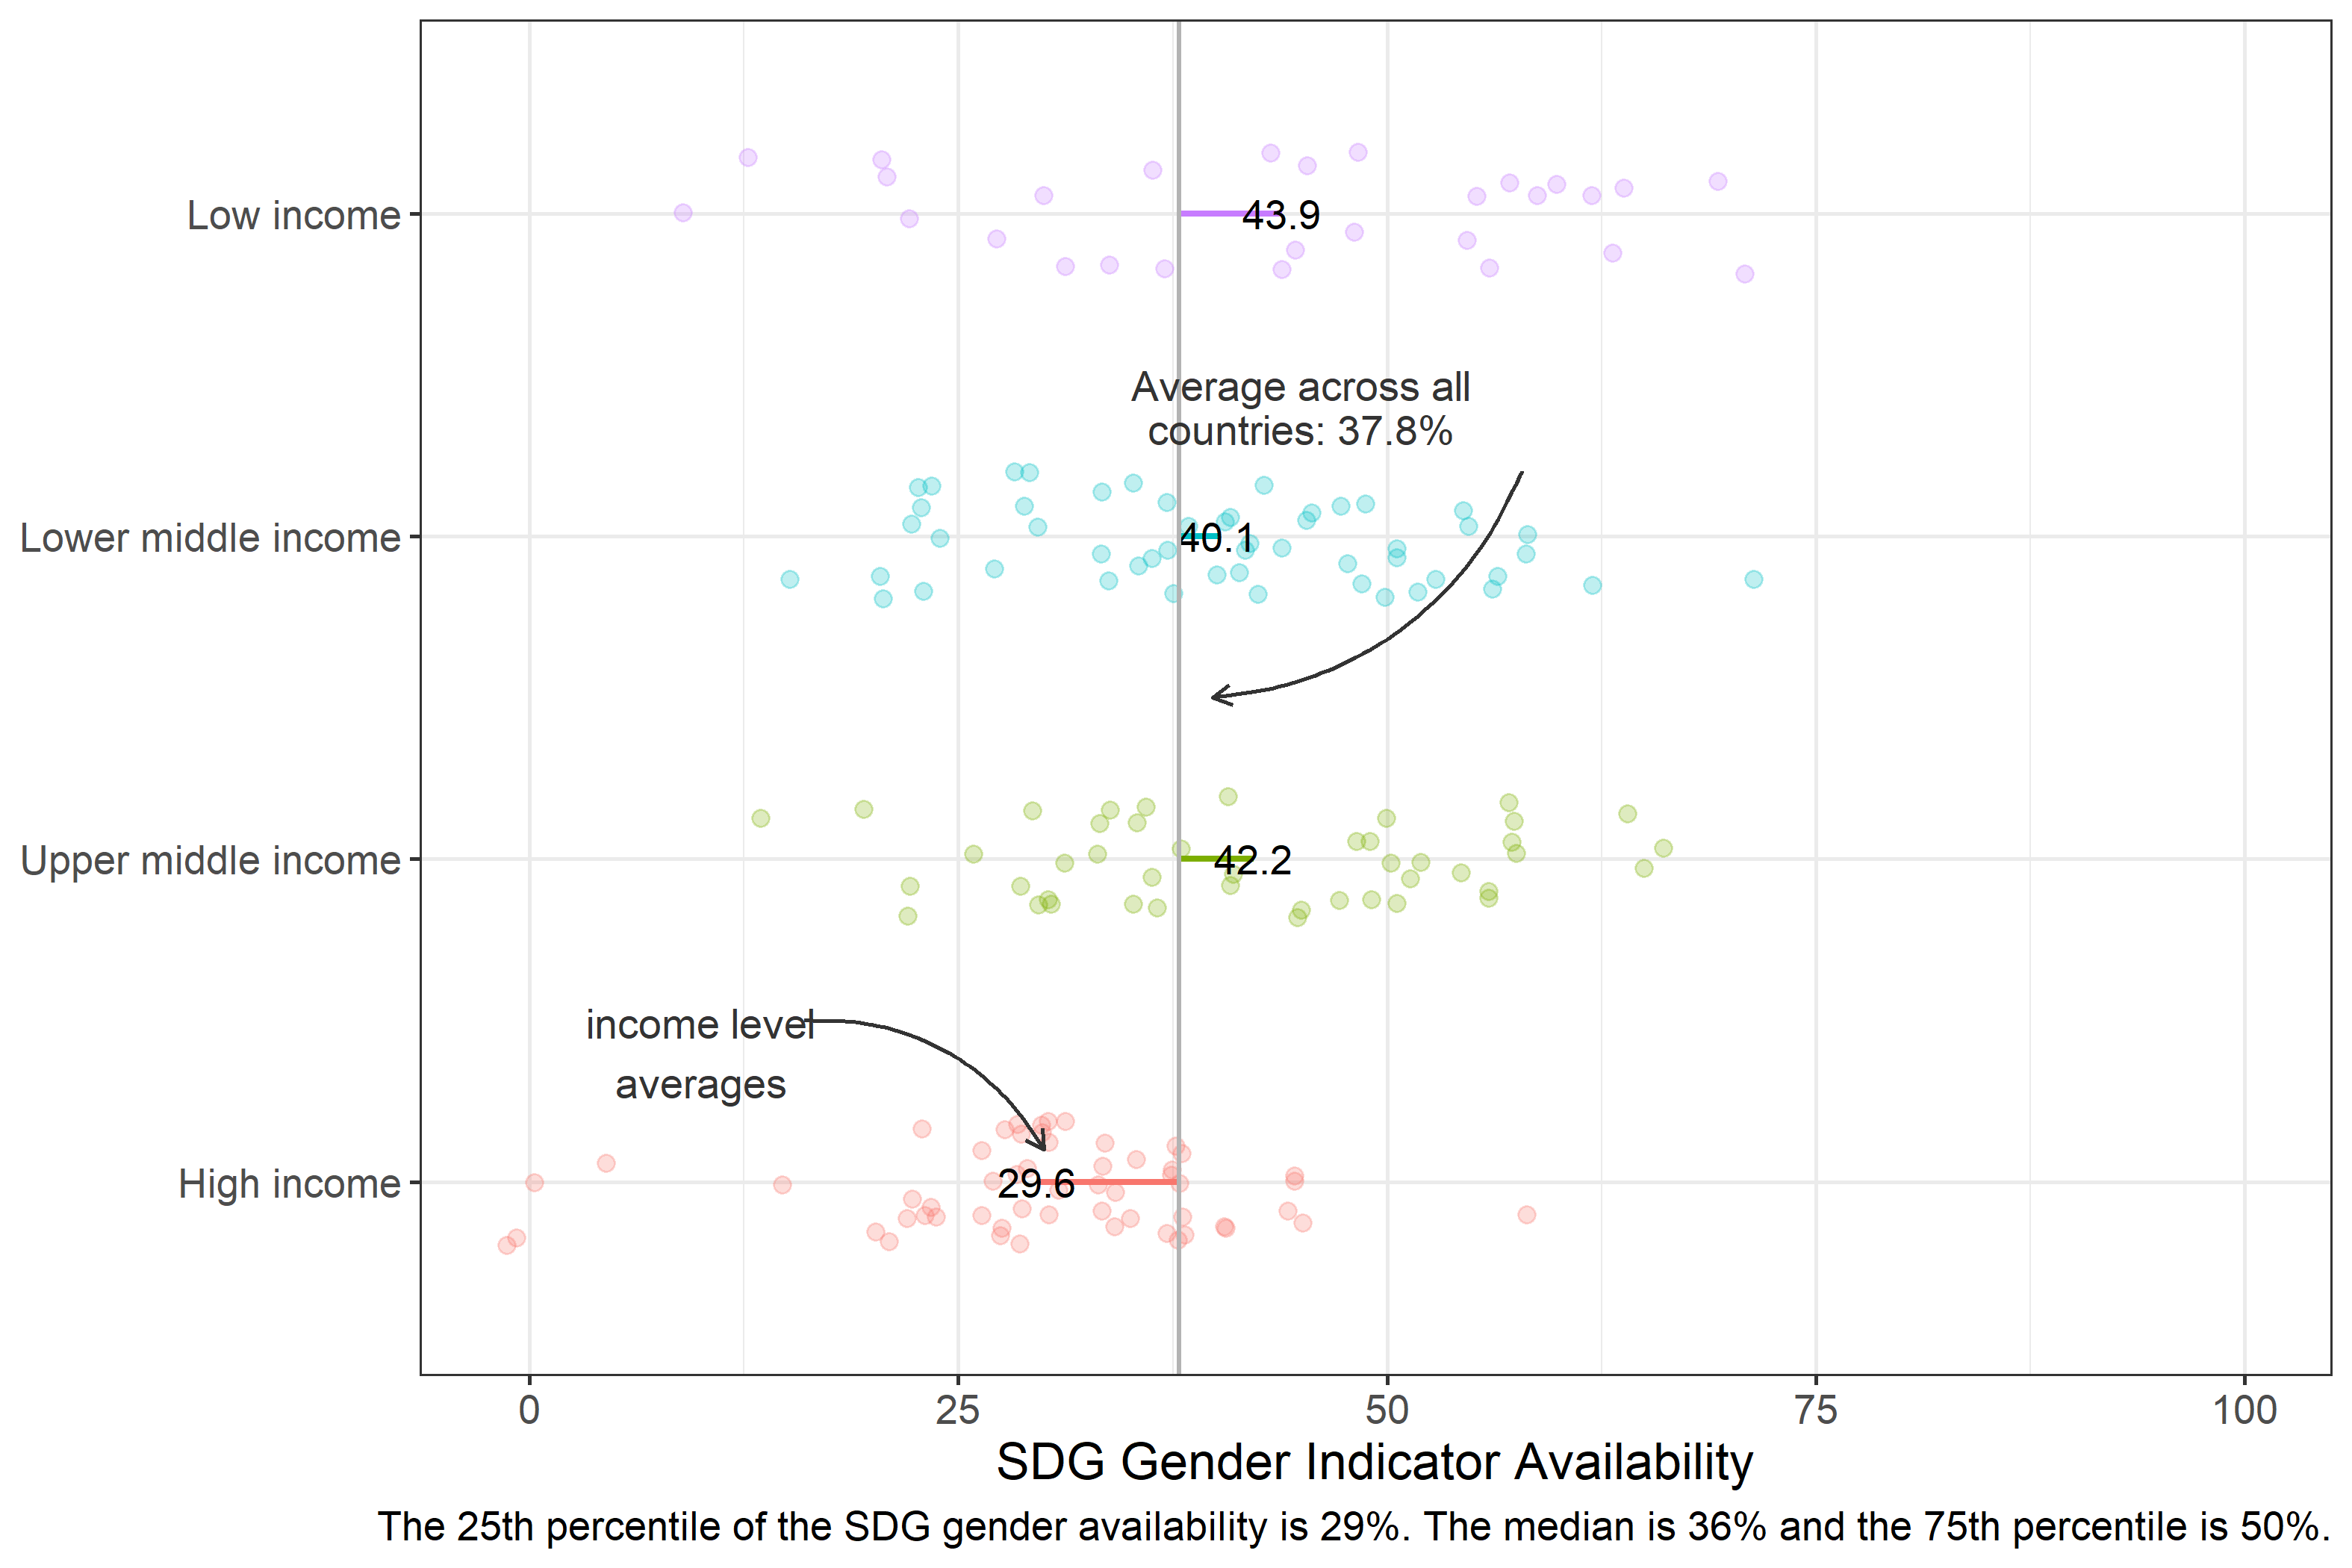 Low income
43.9
Average across all
countries: 37.8%
Lower middle income
40.1
Upper middle income
42.2
income level
averages
High income
29.6
0
25
50
75
100
SDG Gender Indicator Availability
The 25th percentile of the SDG gender availability is 29%. The median is 36% and the 75th percentile is 50%.